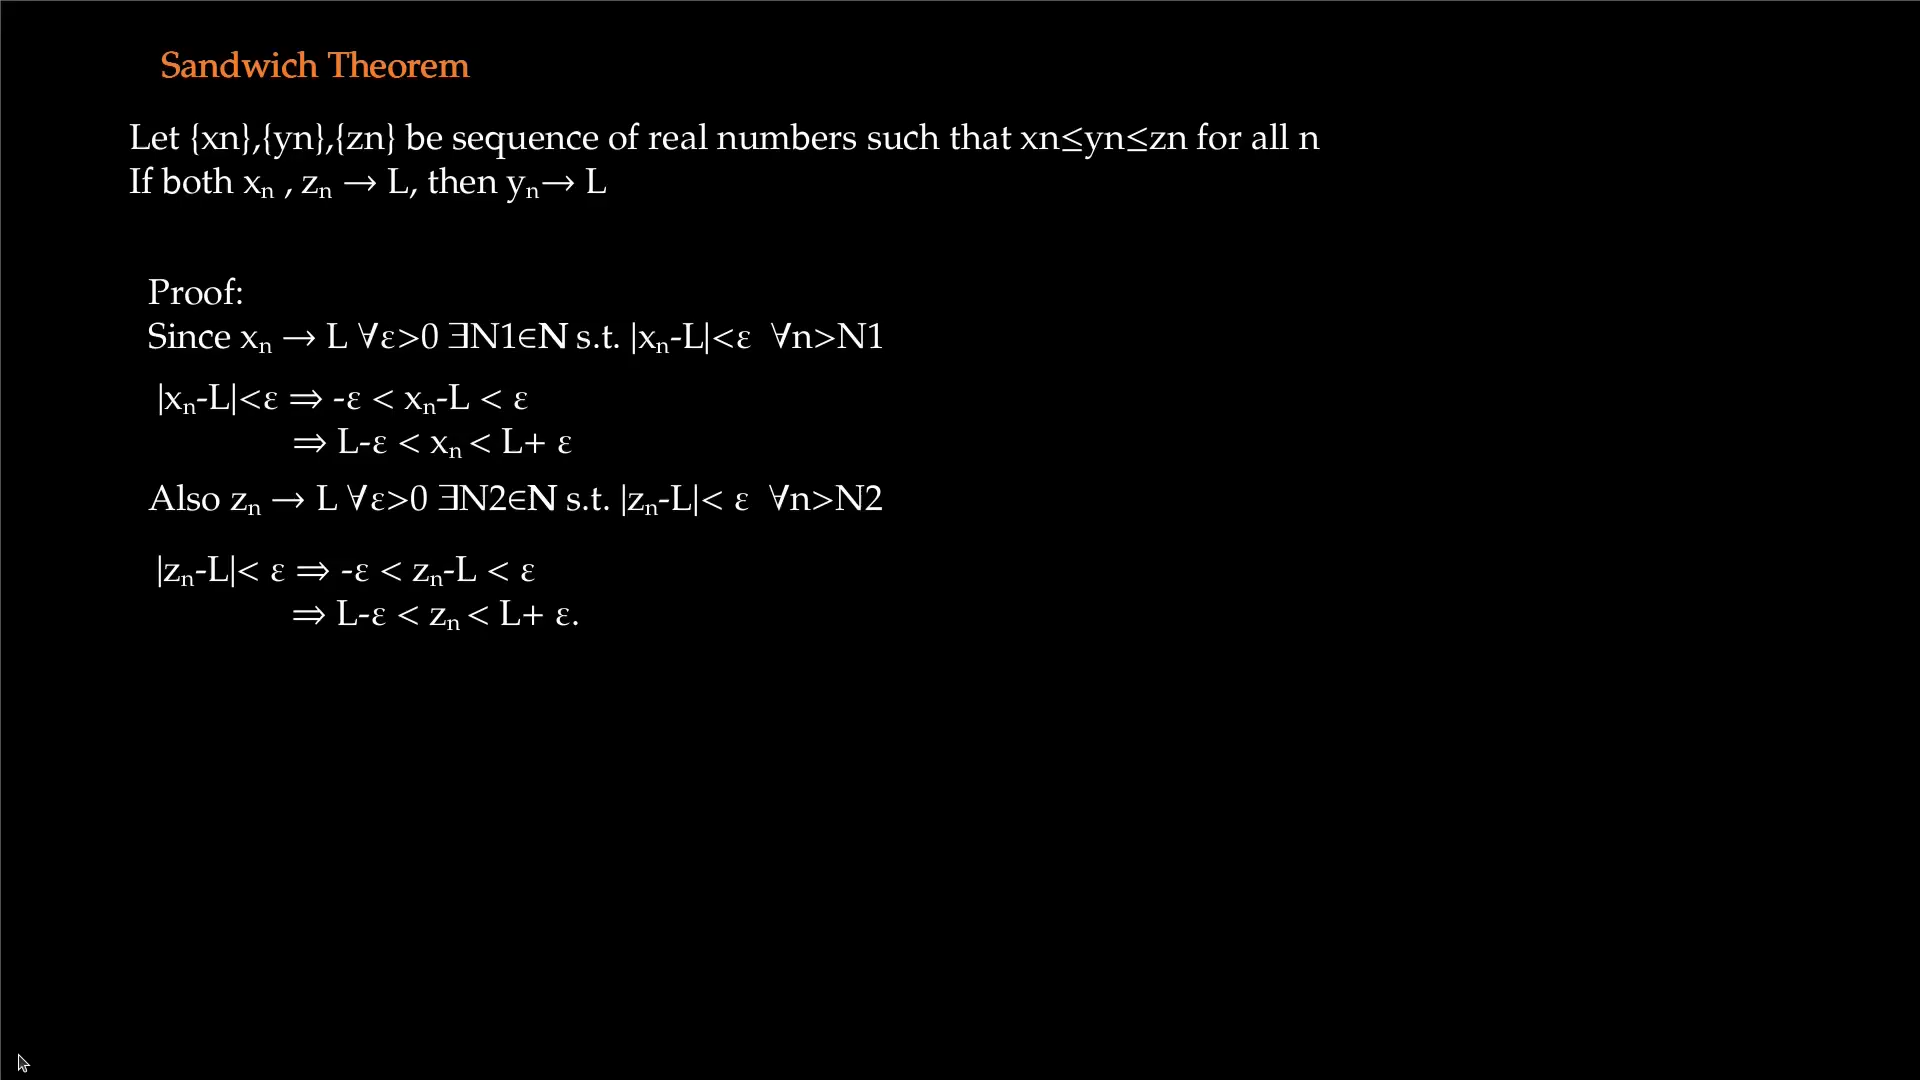 Sandwich Theorem
Let {xn},{yn},{zn} be sequence of real numbers such that xn≤yn≤zn for all n
If both xₙ , zₙ → L, then yₙ→ L
Proof:
Since xₙ → L ∀ε>0 ∃N1∈N s.t. |xₙ-L|<ε ∀n>N1
|xₙ-L|<ε ⇒ -ε < xₙ-L < ε
⇒ L-ε < xₙ < L+ ε
Also zₙ → L ∀ε>0 ∃N2∈N s.t. |zₙ-L|< ε ∀n>N2
|zₙ-L|< ε ⇒ -ε < zₙ-L < ε
⇒ L-ε < zₙ < L+ ε.